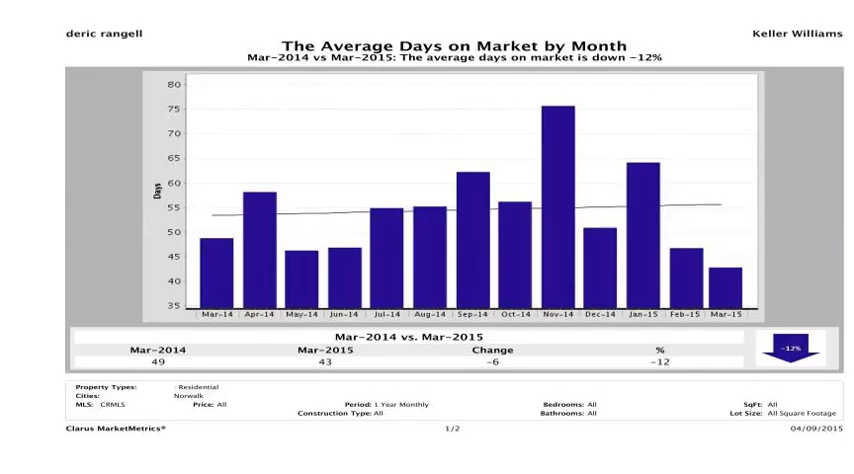 deric rangell Keller Williams
The Average Days on Market by Month
Mar-2014 vs Mar-2015: The average days on market is down -12%
80
75
70
65
60
55
50
45
40
35
Days
Mar-14 Apr-14 May-14 Jun-14 Jul-14 Aug-14 Sep-14 Oct-14 Nov-14 Dec-14 Jan-15 Feb-15 Mar-15
Mar-2014 vs. Mar-2015
Mar-2014 Mar-2015 Change %
49 43 -6 -12
-12%
Property Types: : Residential
Cities: Norwalk
MLS: CRMLS Price: All Period: 1 Year Monthly Bedrooms: All SqFt: All
Construction Type: All Bathrooms: All Lot Size: All Square Footage
Clarus MarketMetrics® 1/2 04/09/2015